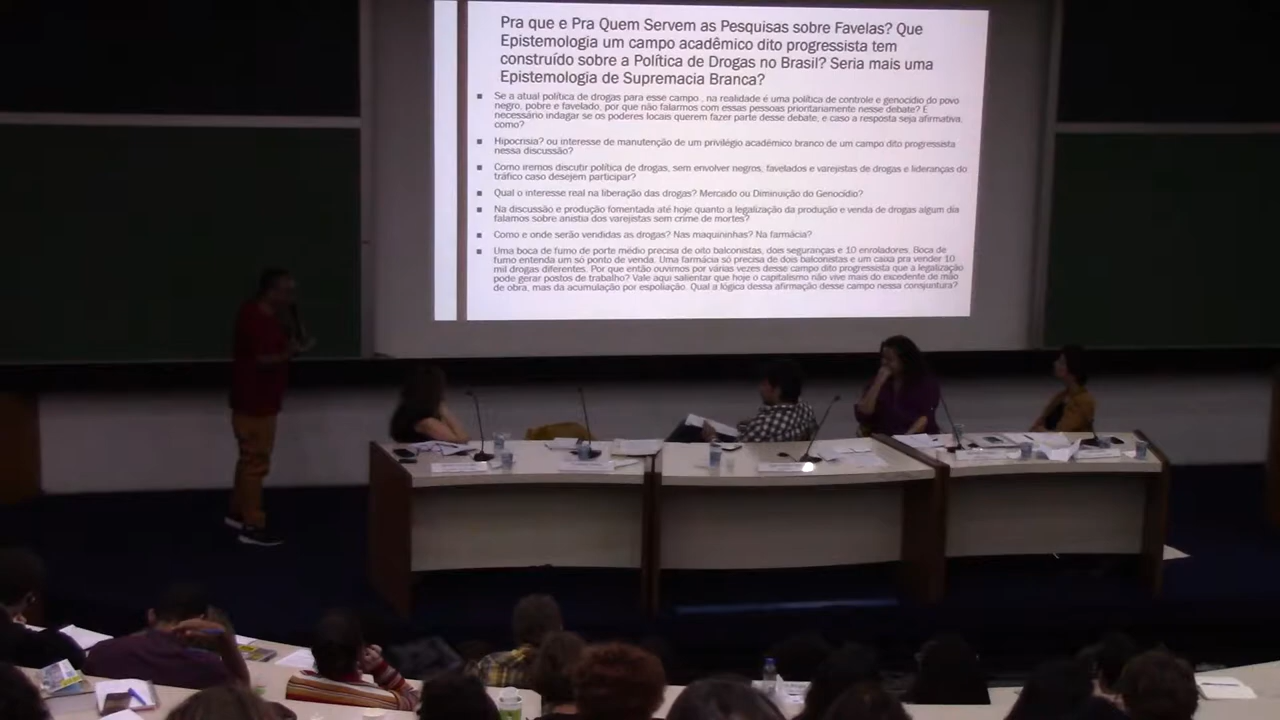 Pra que e Pra Quem Servem as Pesquisas sobre Favelas? Que
Epistemologia um campo acadêmico dito progressista tem
construído sobre a Política de Drogas no Brasil? Seria mais uma
Epistemologia de Supremacia Branca?
Se a atual política de drogas para esse campo , na realidade é uma política de controle e genocídio do povo
negro, pobre e favelado, por que não falarmos com essas pessoas prioritariamente nesse debate? É
necessário indagar se os poderes locais querem fazer parte desse debate, e caso a resposta seja afirmativa,
como?
Hipocrisia? ou interesse de manutenção de um privilégio acadêmico branco de um campo dito progressista
nessa discussão?
Como iremos discutir política de drogas, sem envolver negros, favelados e varejistas de drogas e lideranças do
tráfico caso desejem participar?
Qual o interesse real na liberação das drogas? Mercado ou Diminuição do Genocídio?
Na discussão e produção fomentada até hoje quanto a legalização da produção e venda de drogas algum dia
falamos sobre anistia dos varejistas sem crime de mortes?
Como e onde serão vendidas as drogas? Nas maquininhas? Na farmácia?
Uma boca de fumo de porte médio precisa de oito balconistas, dois seguranças e 10 enroladores. Boca de
fumo entenda um só ponto de venda. Uma farmácia só precisa de dois balconistas e um caixa pra vender 10
mil drogas diferentes. Por que então ouvimos por várias vezes desse campo dito progressista que a legalização
pode gerar postos de trabalho? Vale aqui salientar que hoje o capitalismo não vive mais do excedente de mão
de obra, mas da acumulação por espoliação. Qual a lógica dessa afirmação desse campo nessa conjuntura?